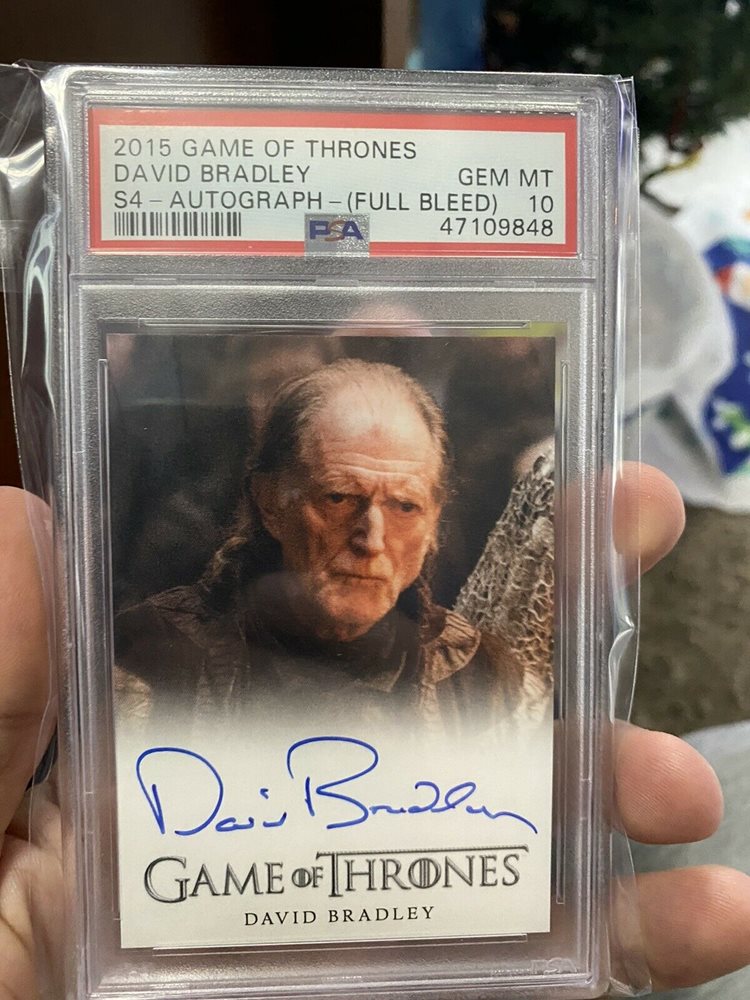 2015 GAME OF THRONES
DAVID BRADLEY GEM MT
S4 - AUTOGRAPH - (FULL BLEED) 10
PSA 47109848
David Bradley
GAME OF THRONES
DAVID BRADLEY